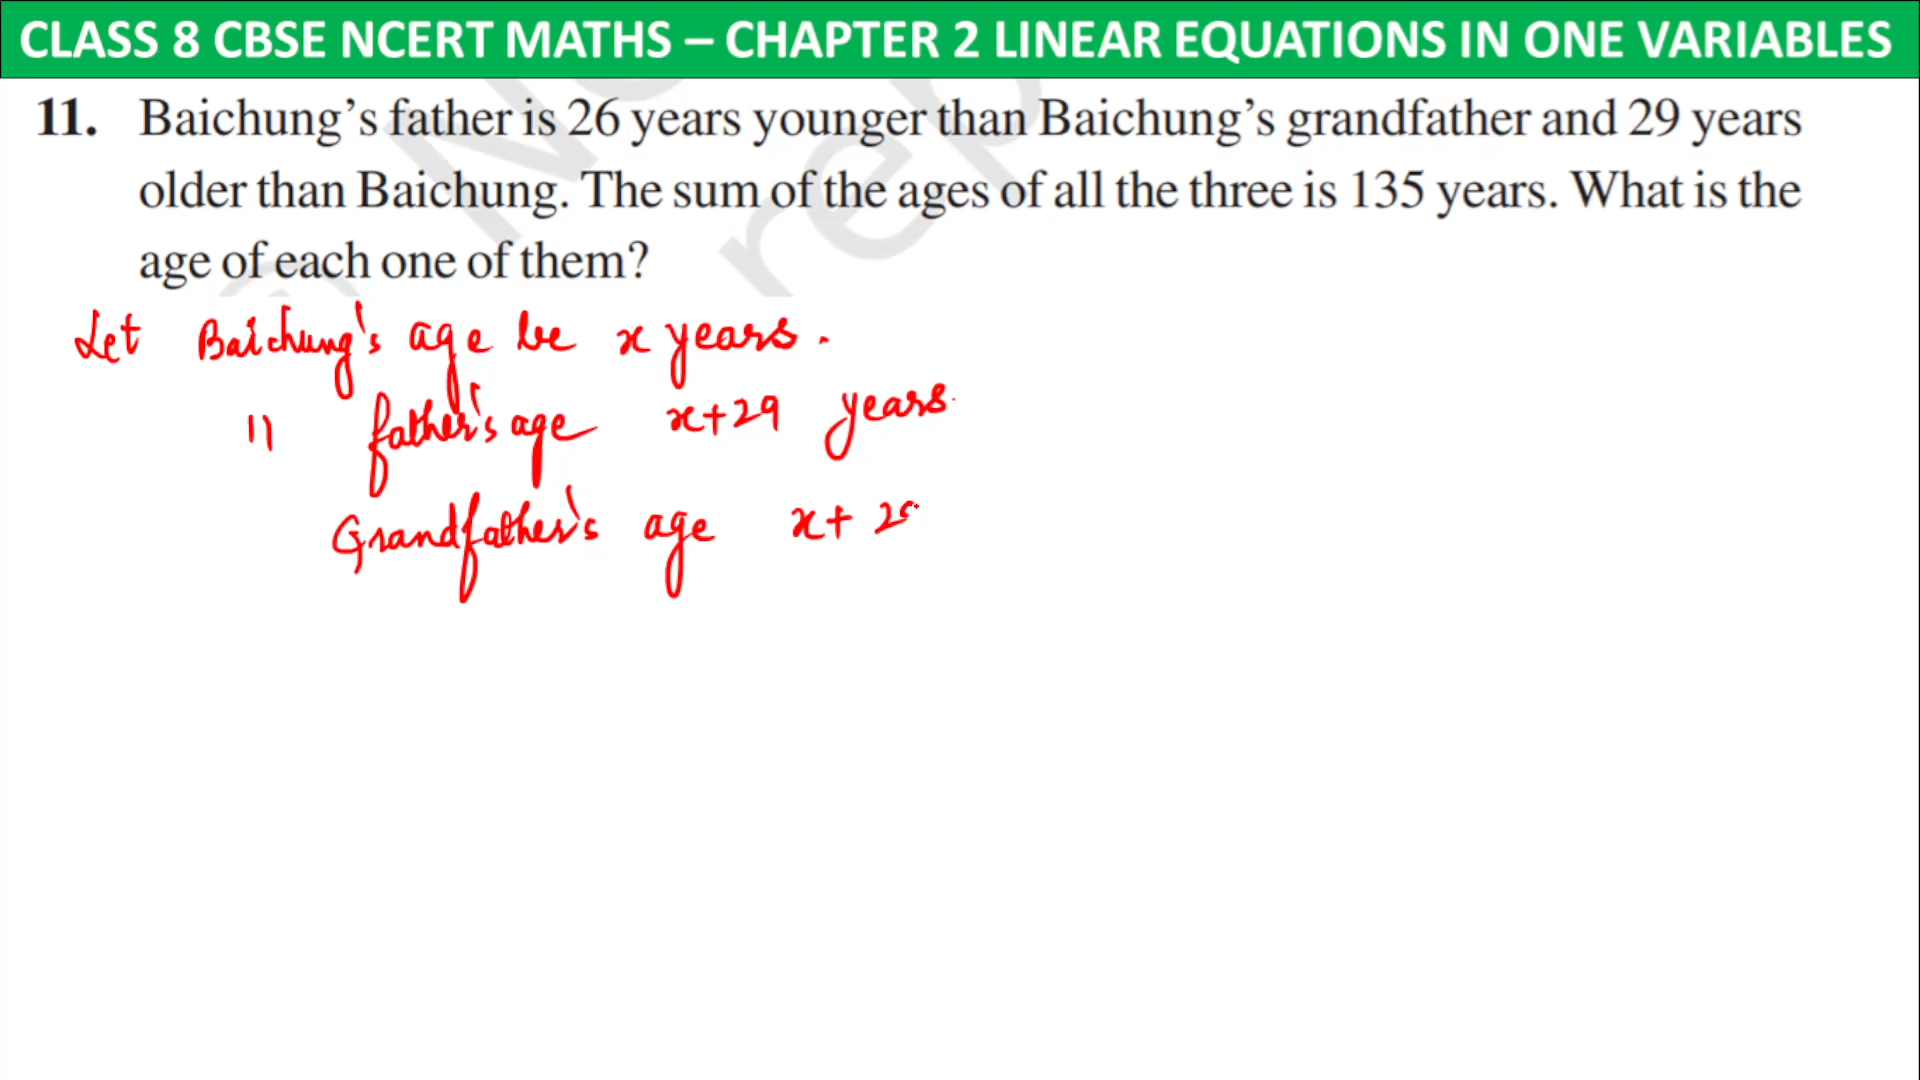 CLASS 8 CBSE NCERT MATHS – CHAPTER 2 LINEAR EQUATIONS IN ONE VARIABLES
11. Baichung’s father is 26 years younger than Baichung’s grandfather and 29 years
older than Baichung. The sum of the ages of all the three is 135 years. What is the
age of each one of them?
Let Baichung's age be x years.
" father's age x+29 years.
Grandfather's age x+ 2